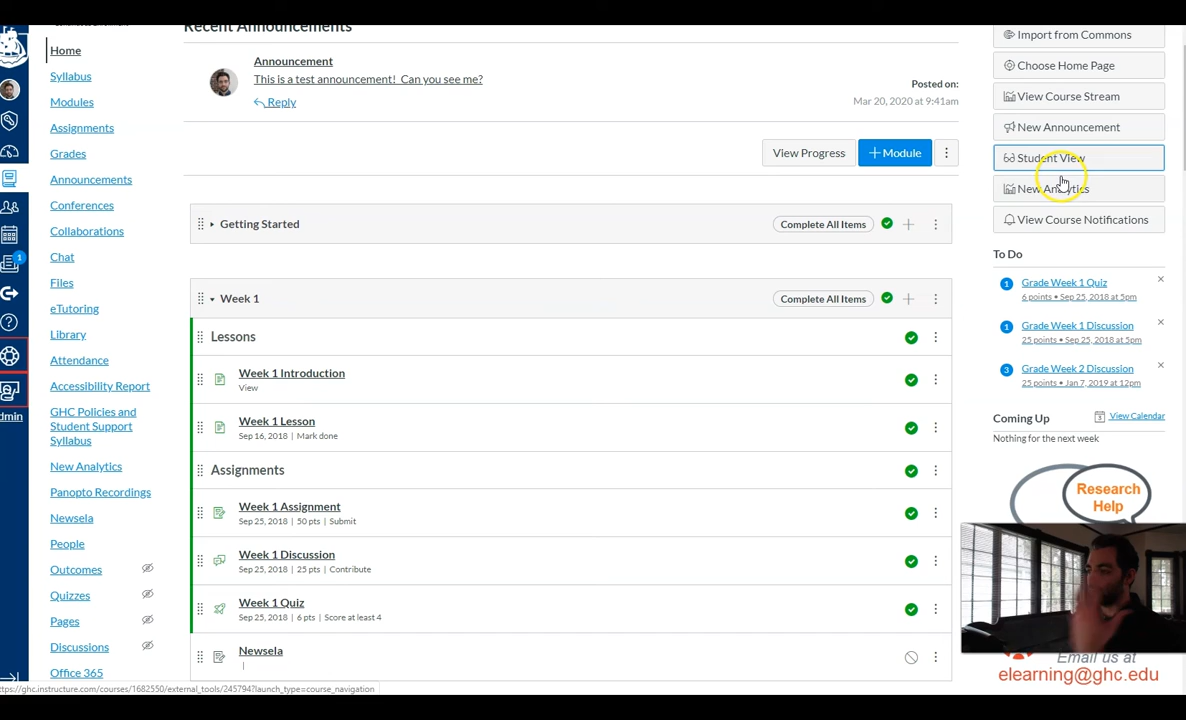 Recent Announcements
Home
Syllabus
Modules
Assignments
Grades
Announcements
Conferences
Collaborations
Chat
Files
eTutoring
Library
Attendance
Accessibility Report
GHC Policies and
Student Support
Syllabus
New Analytics
Panopto Recordings
Newsela
People
Outcomes
Quizzes
Pages
Discussions
Office 365
1
dmin
Announcement
This is a test announcement!  Can you see me?
Reply
Posted on:
Mar 20, 2020 at 9:41am
View Progress
+ Module
Getting Started
Complete All Items
Week 1
Complete All Items
Lessons
Week 1 Introduction
View
Week 1 Lesson
Sep 16, 2018 | Mark done
Assignments
Week 1 Assignment
Sep 25, 2018 | 50 pts | Submit
Week 1 Discussion
Sep 25, 2018 | 25 pts | Contribute
Week 1 Quiz
Sep 25, 2018 | 6 pts | Score at least 4
Newsela
|
Import from Commons
Choose Home Page
View Course Stream
New Announcement
Student View
New Analytics
View Course Notifications
To Do
1 Grade Week 1 Quiz
6 points • Sep 25, 2018 at 5pm
1 Grade Week 1 Discussion
25 points • Sep 25, 2018 at 5pm
3 Grade Week 2 Discussion
25 points • Jan 7, 2019 at 12pm
Coming Up
View Calendar
Nothing for the next week
Research
Help
Email us at
elearning@ghc.edu
https://ghc.instructure.com/courses/1682550/external_tools/245794?launch_type=course_navigation